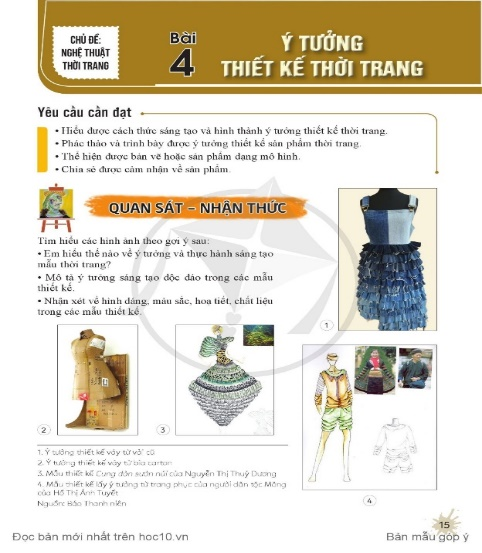 CHỦ ĐỀ:
NGHỆ THUẬT
THỜI TRANG
Bài
4
Ý TƯỞNG
THIẾT KẾ THỜI TRANG
Yêu cầu cần đạt
• Hiểu được cách thức sáng tạo và hình thành ý tưởng thiết kế thời trang.
• Phác thảo và trình bày được ý tưởng thiết kế sản phẩm thời trang.
• Thể hiện được bản vẽ hoặc sản phẩm dạng mô hình.
• Chia sẻ được cảm nhận về sản phẩm.
QUAN SÁT – NHẬN THỨC
Tìm hiểu các hình ảnh theo gợi ý sau:
• Em hiểu thế nào về ý tưởng và thực hành sáng tạo
mẫu thời trang?
• Mô tả ý tưởng sáng tạo độc đáo trong các mẫu
thiết kế.
• Nhận xét về hình dáng, màu sắc, hoạ tiết, chất liệu
trong các mẫu thiết kế.
1
2
3
4
1. Ý tưởng thiết kế váy từ vải cũ
2. Ý tưởng thiết kế váy từ bìa carton
3. Mẫu thiết kế Cung đàn sườn núi của Nguyễn Thị Thuỳ Dương
4. Mẫu thiết kế lấy ý tưởng từ trang phục của người dân tộc Mông
của Hồ Thị Ánh Tuyết
Nguồn: Báo Thanh niên
15
Đọc bản mới nhất trên hoc10.vn
Bản mẫu góp ý